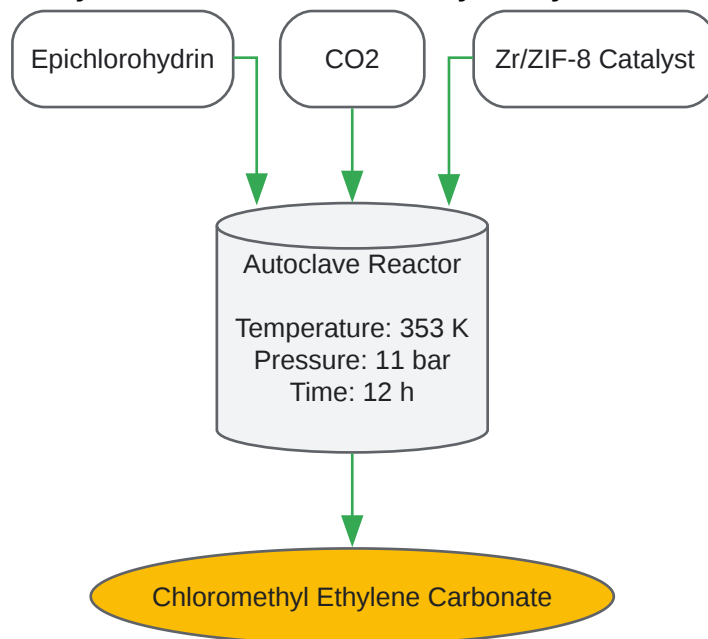 Epichlorohydrin
CO2
Zr/ZIF-8 Catalyst
Autoclave Reactor
Temperature: 353 K
Pressure: 11 bar
Time: 12 h
Chloromethyl Ethylene Carbonate